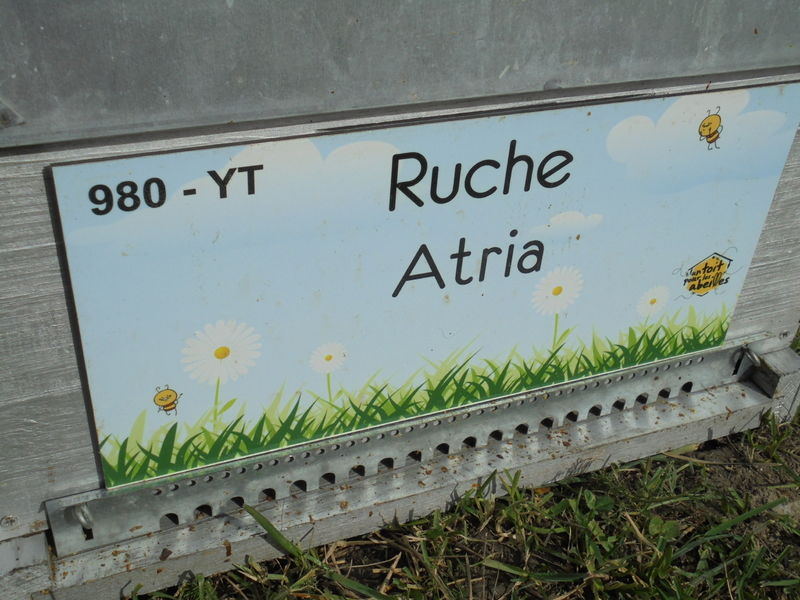 980 - YT
Ruche
Atria
un toit
pour les
abeilles